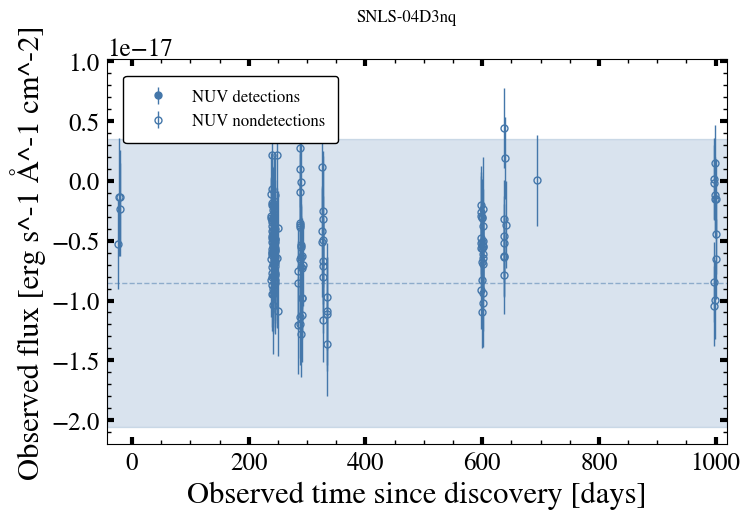 SNLS-04D3nq
1e−17
NUV detections
NUV nondetections
1.0
0.5
0.0
−0.5
−1.0
−1.5
−2.0
Observed flux [erg s^-1 Å^-1 cm^-2]
0 200 400 600 800 1000
Observed time since discovery [days]